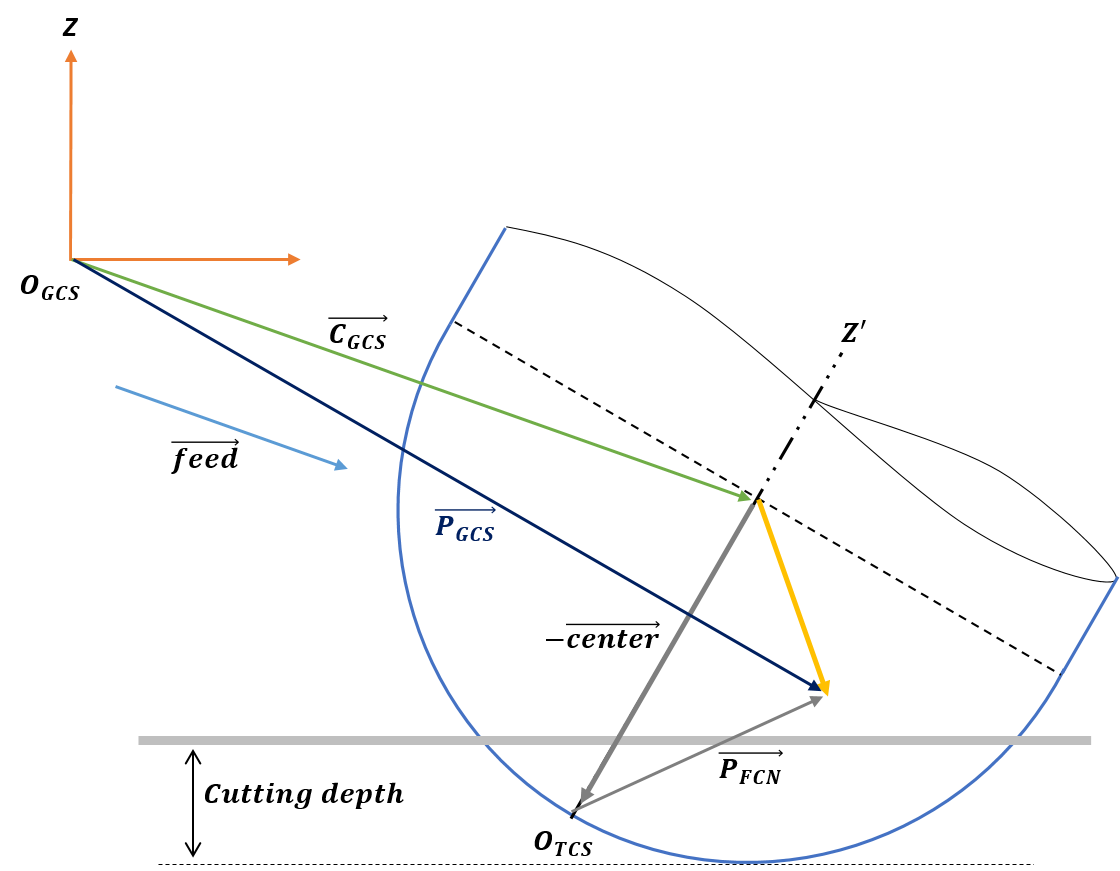 Z
O_GCS
C_GCS
Z'
feed
P_GCS
-center
P_FCN
Cutting depth
O_TCS